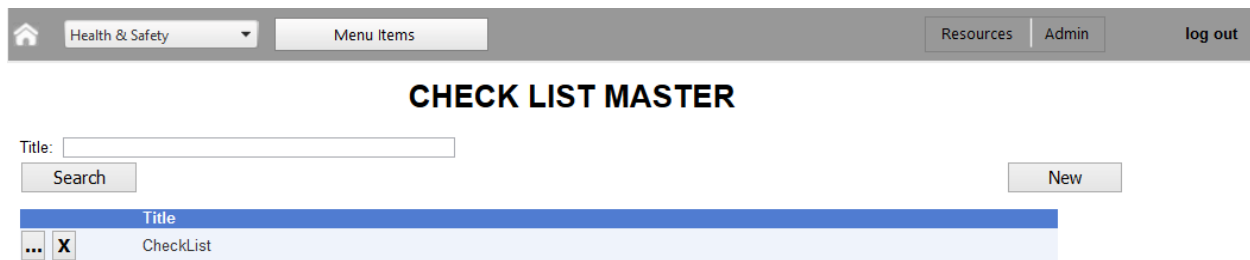 Health & Safety Menu Items Resources Admin log out
CHECK LIST MASTER
Title:
Search New
Title
... X CheckList